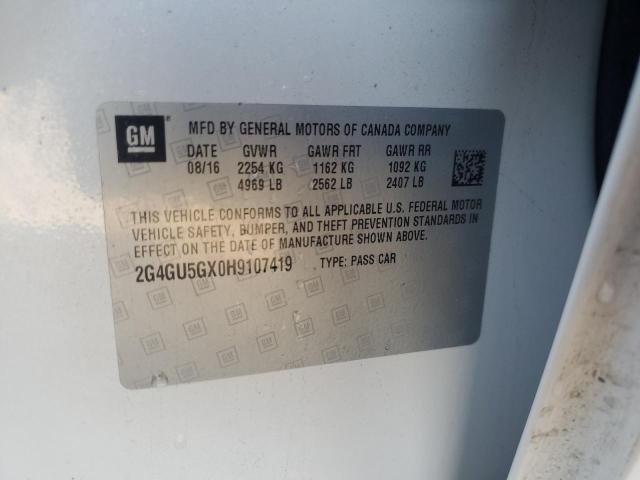 GM
MFD BY GENERAL MOTORS OF CANADA COMPANY
DATE GVWR GAWR FRT GAWR RR
08/16 2254 KG 1162 KG 1092 KG
4969 LB 2562 LB 2407 LB
THIS VEHICLE CONFORMS TO ALL APPLICABLE U.S. FEDERAL MOTOR
VEHICLE SAFETY, BUMPER, AND THEFT PREVENTION STANDARDS IN
EFFECT ON THE DATE OF MANUFACTURE SHOWN ABOVE.
2G4GU5GX0H9107419 TYPE: PASS CAR